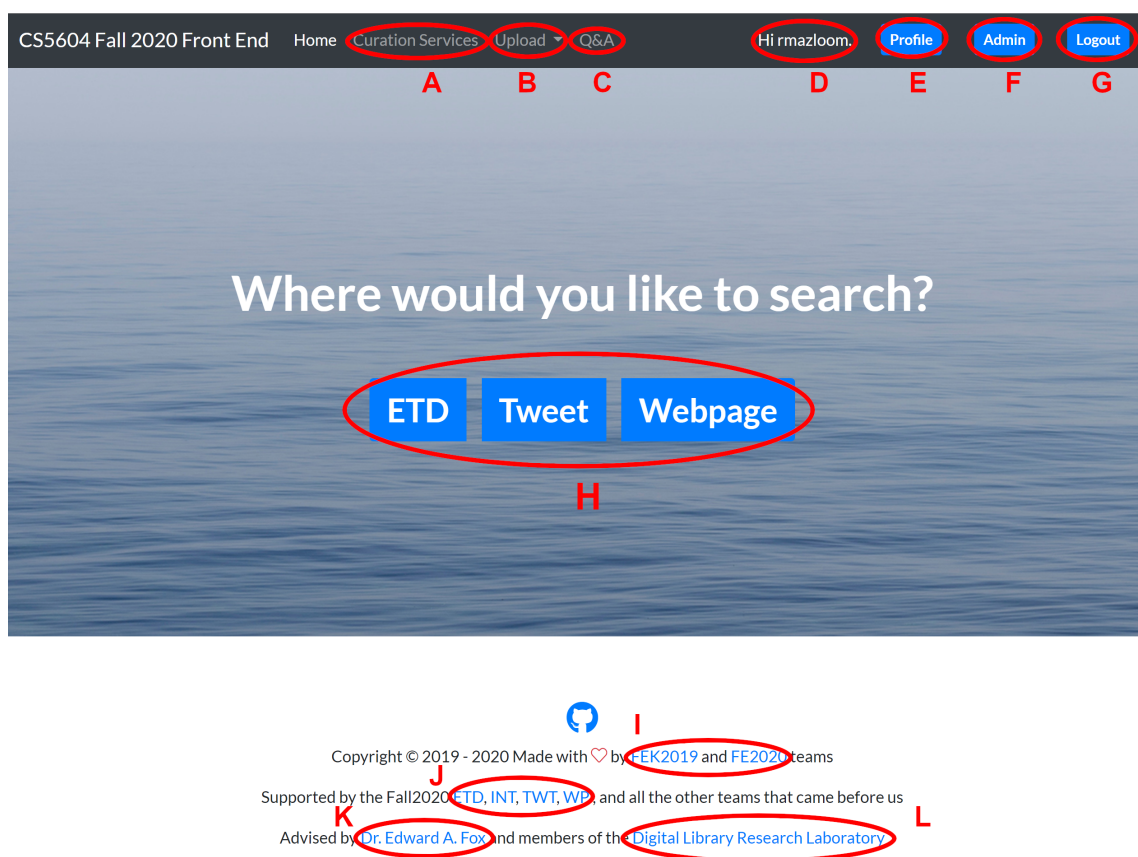 CS5604 Fall 2020 Front End Home Curation Services Upload Q&A Hi rmazloom. Profile Admin Logout
A B C D E F G
Where would you like to search?
ETD Tweet Webpage
H
I
Copyright © 2019 - 2020 Made with ♡ by FEK2019 and FE2020 teams
J
Supported by the Fall2020 ETD, INT, TWT, WP, and all the other teams that came before us
K L
Advised by Dr. Edward A. Fox and members of the Digital Library Research Laboratory